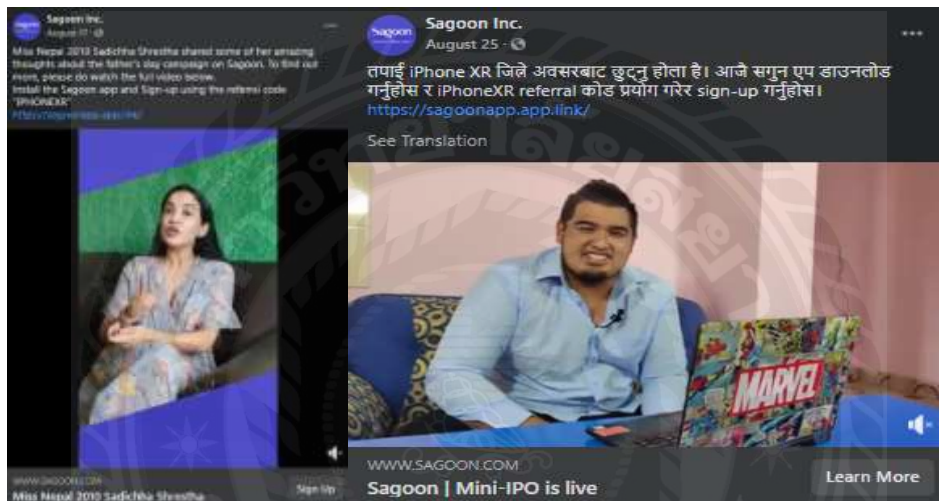 Sagoon Inc.
August 17
Miss Nepal 2010 Sadichha Shrestha shared some of her amazing
thoughts about the father's day campaign on Sagoon. To find out
more, please do watch the full video below.
Install the Sagoon app and Sign-up using the referral code
"IPHONEXR"
WWW.SAGOON.COM
Miss Nepal 2010 Sadichha Shrestha
Sign Up
Sagoon
Sagoon Inc.
August 25 ·
तपाई iPhone XR जित्ने अवसरबाट छुट्नु होला है। आजै सगुन एप डाउनलोड
गर्नुहोस र iPhoneXR referral कोड प्रयोग गरेर sign-up गर्नुहोस।
https://sagoonapp.app.link/
See Translation
MARVEL
WWW.SAGOON.COM
Sagoon | Mini-IPO is live
Learn More